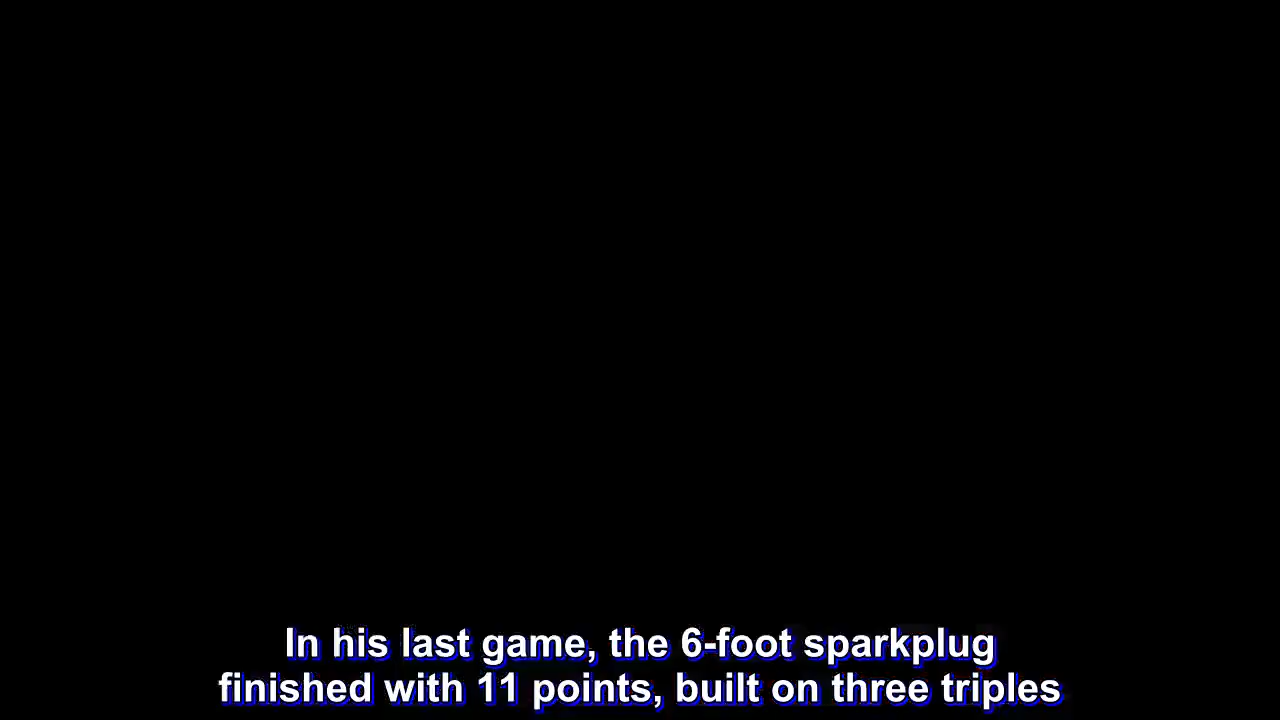 In his last game, the 6-foot sparkplug
finished with 11 points, built on three triples